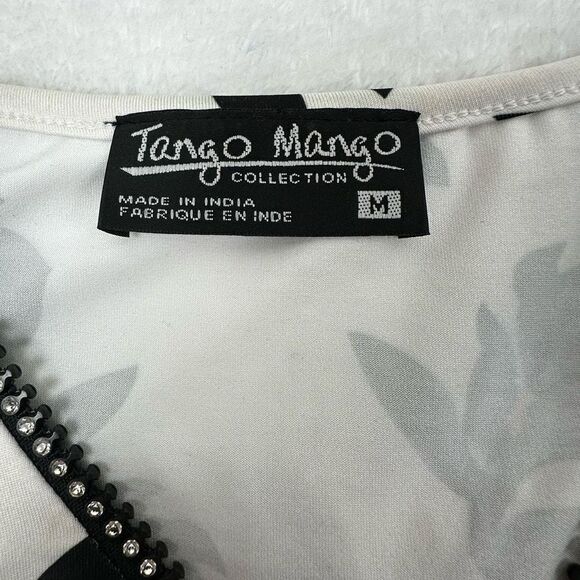 Tango Mango
COLLECTION
MADE IN INDIA
FABRIQUE EN INDE
M